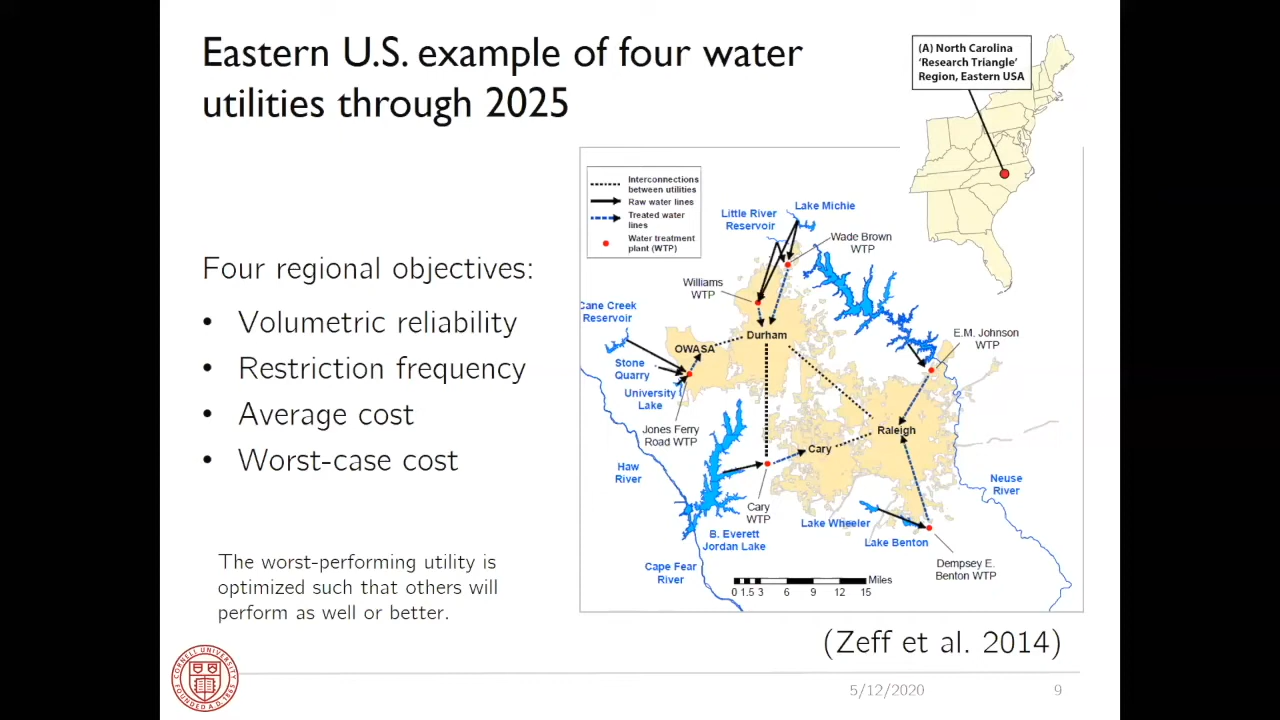 Eastern U.S. example of four water
utilities through 2025
(A) North Carolina
‘Research Triangle’
Region, Eastern USA
Four regional objectives:
• Volumetric reliability
• Restriction frequency
• Average cost
• Worst-case cost
The worst-performing utility is
optimized such that others will
perform as well or better.
Interconnections
between utilities
Raw water lines
Treated water
lines
Water treatment
plant (WTP)
Lake Michie
Little River
Reservoir
Wade Brown
WTP
Williams
WTP
Cane Creek
Reservoir
Durham
E.M. Johnson
WTP
OWASA
Stone
Quarry
University
Lake
Jones Ferry
Road WTP
Raleigh
Cary
Haw
River
Neuse
River
Cary
WTP
Lake Wheeler
B. Everett
Jordan Lake
Lake Benton
Cape Fear
River
Dempsey E.
Benton WTP
Miles
0 1.5 3 6 9 12 15
(Zeff et al. 2014)
CORNELL UNIVERSITY
FOUNDED A.D. 1865
5/12/2020
9